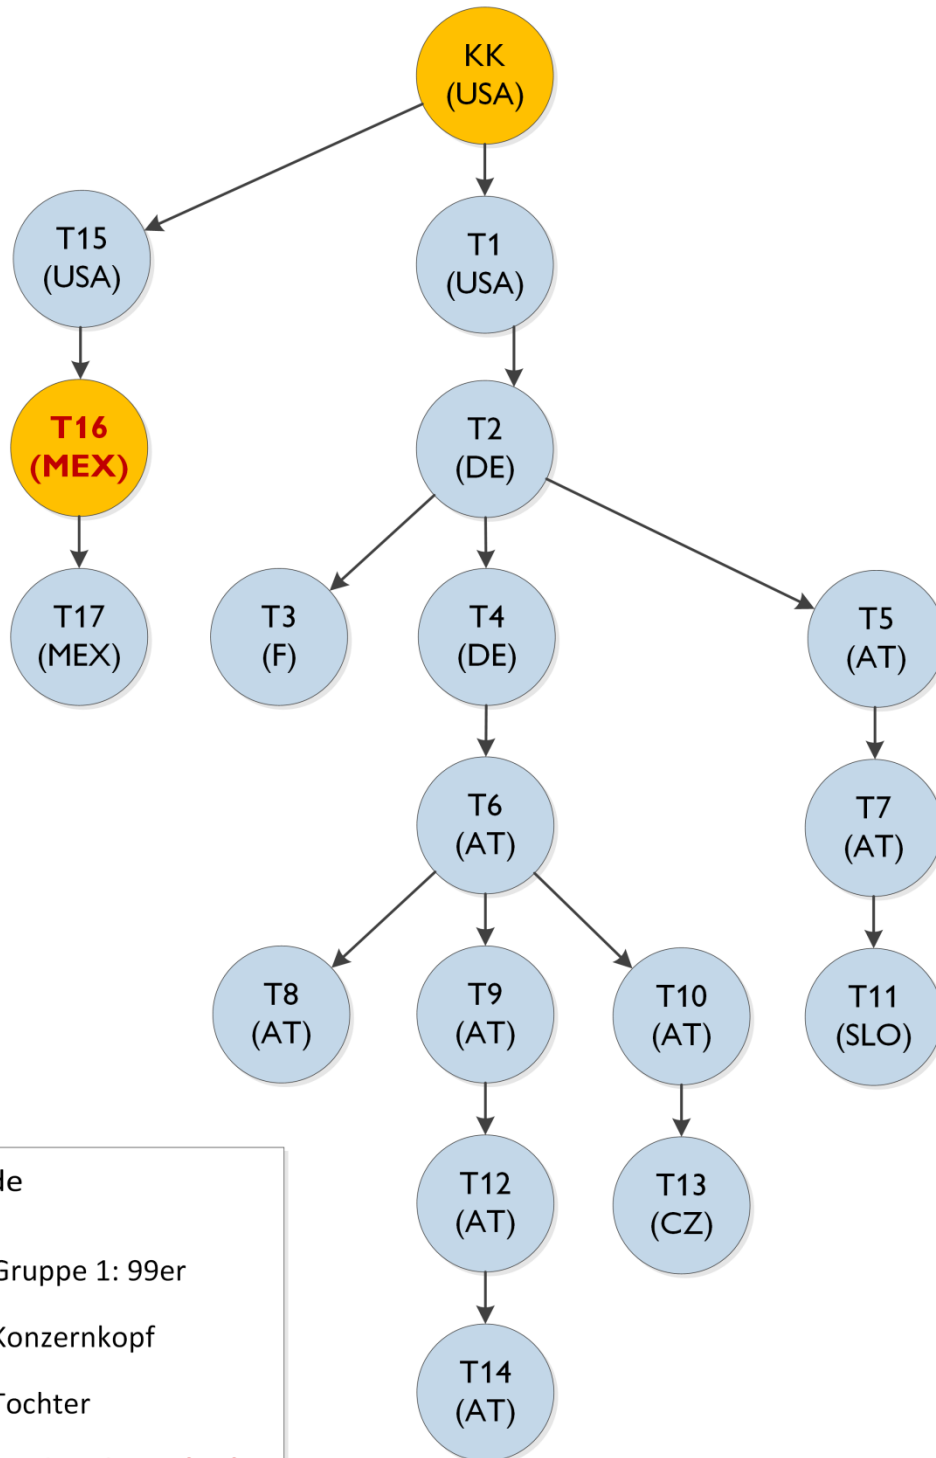 KK
(USA)
T15
(USA)
T1
(USA)
T16
(MEX)
T2
(DE)
T17
(MEX)
T3
(F)
T4
(DE)
T5
(AT)
T6
(AT)
T7
(AT)
T8
(AT)
T9
(AT)
T10
(AT)
T11
(SLO)
T12
(AT)
T13
(CZ)
T14
(AT)
de
Gruppe 1: 99er
Konzernkopf
Tochter